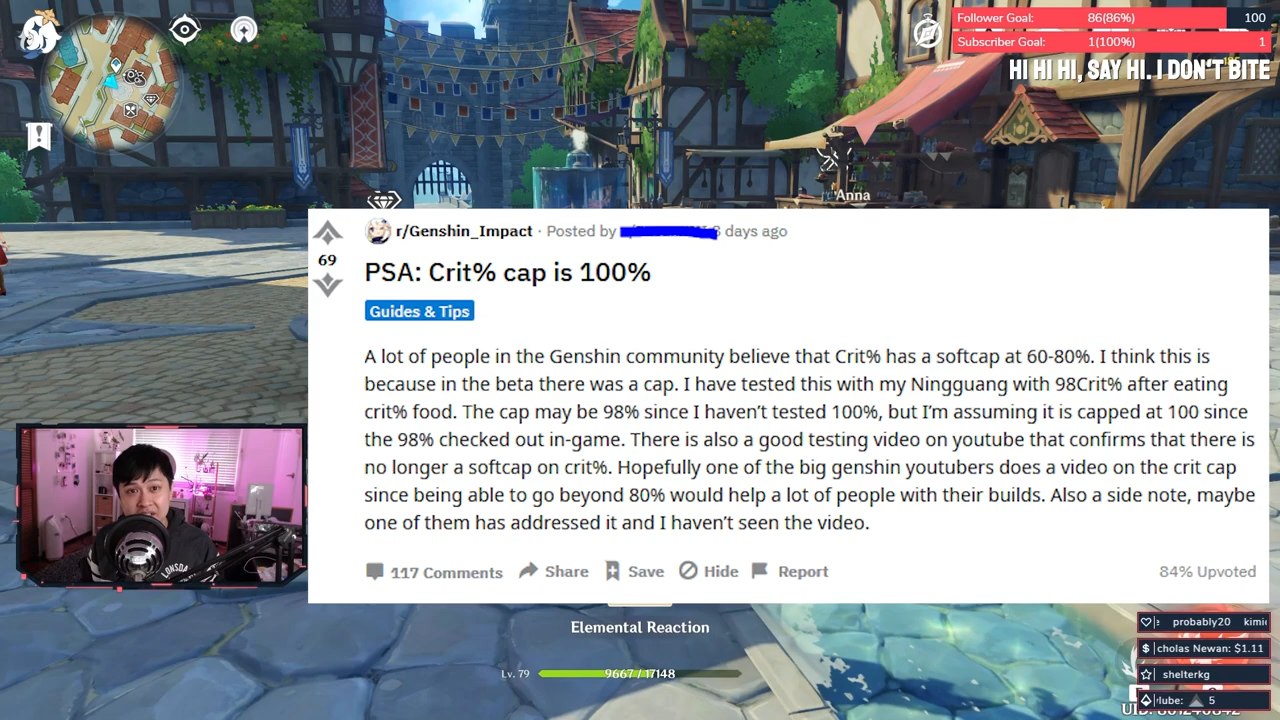 Follower Goal: 86(86%) 100
Subscriber Goal: 1(100%) 1
HI HI HI, SAY HI. I DON'T BITE
Anna
r/Genshin_Impact · Posted by 8 days ago
69
PSA: Crit% cap is 100%
Guides & Tips
A lot of people in the Genshin community believe that Crit% has a softcap at 60-80%. I think this is
because in the beta there was a cap. I have tested this with my Ningguang with 98Crit% after eating
crit% food. The cap may be 98% since I haven't tested 100%, but I'm assuming it is capped at 100 since
the 98% checked out in-game. There is also a good testing video on youtube that confirms that there is
no longer a softcap on crit%. Hopefully one of the big genshin youtubers does a video on the crit cap
since being able to go beyond 80% would help a lot of people with their builds. Also a side note, maybe
one of them has addressed it and I haven't seen the video.
117 Comments Share Save Hide Report 84% Upvoted
Elemental Reaction
Lv. 79 9667 / 17148
LONSDA
probably20 kimi
$ cholas Newan: $1.11
shelterkg
lube: 5